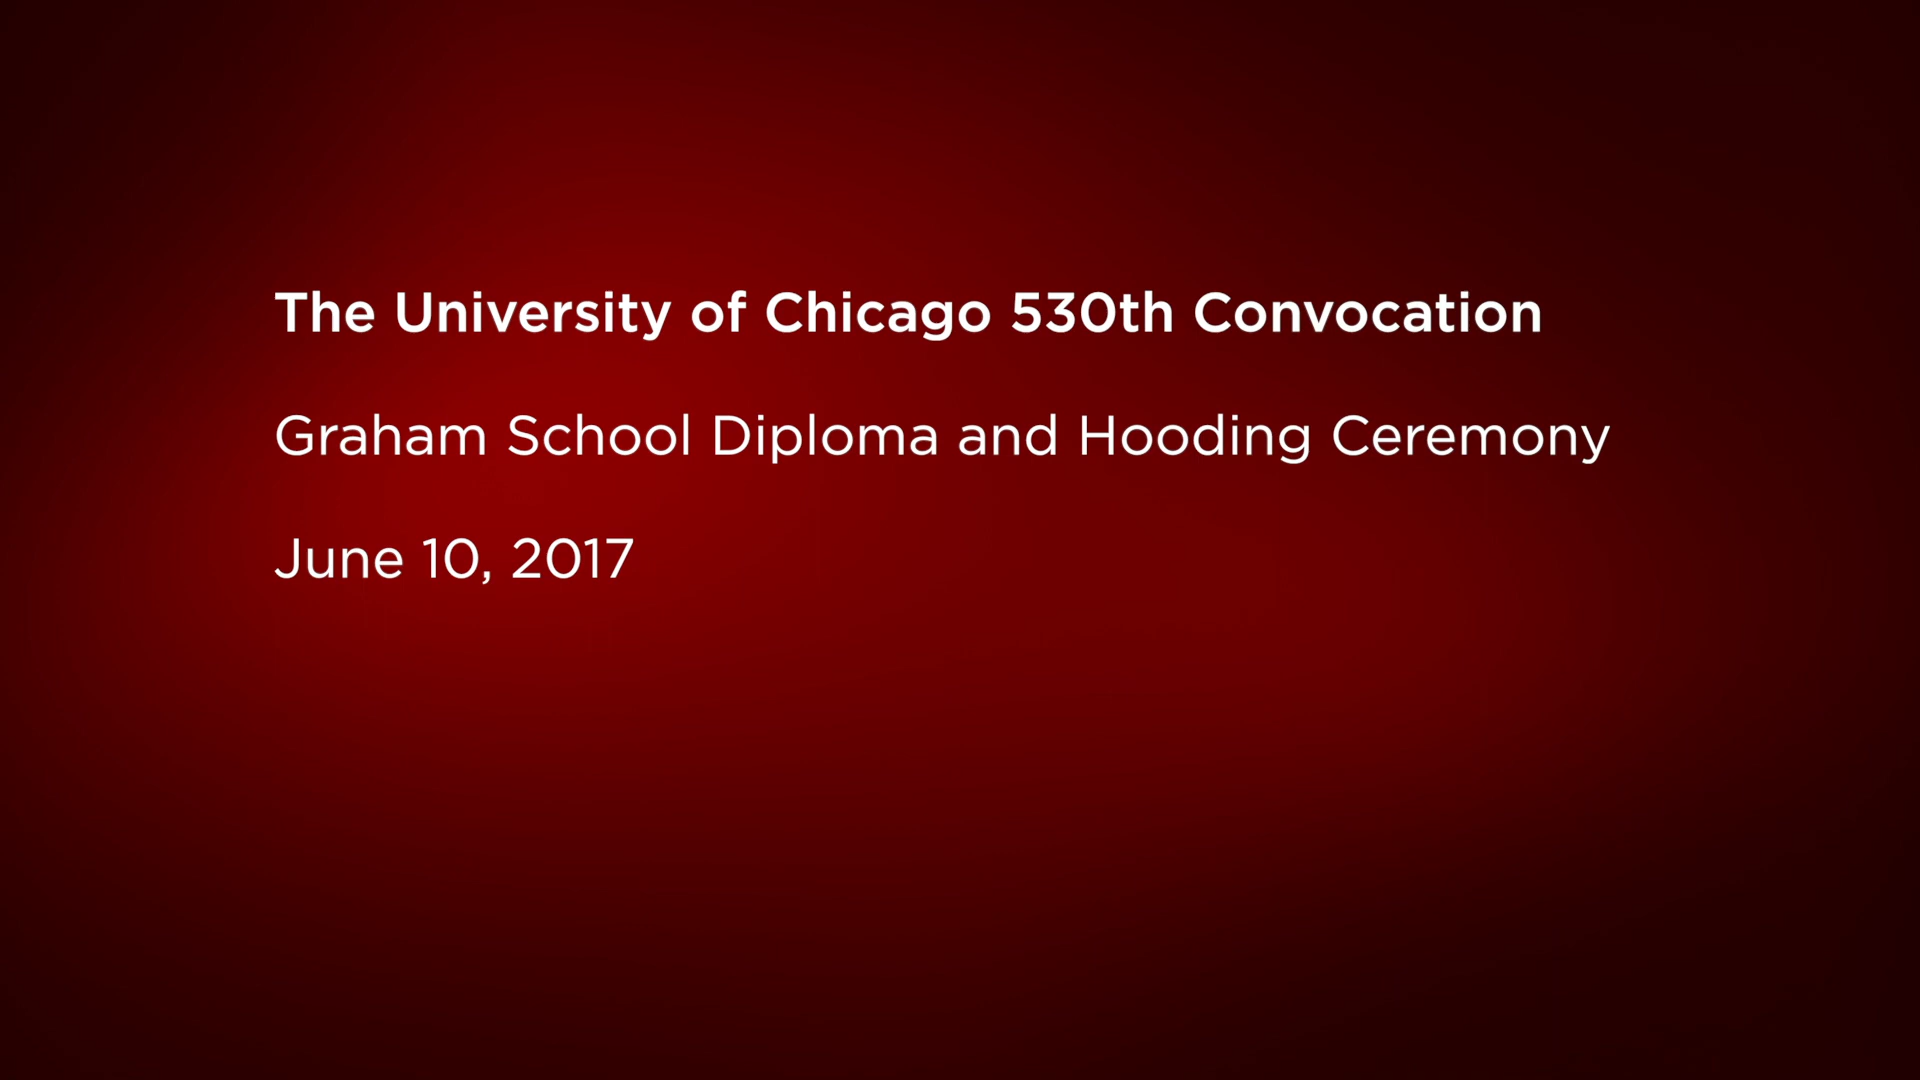 The University of Chicago 530th Convocation
Graham School Diploma and Hooding Ceremony
June 10, 2017